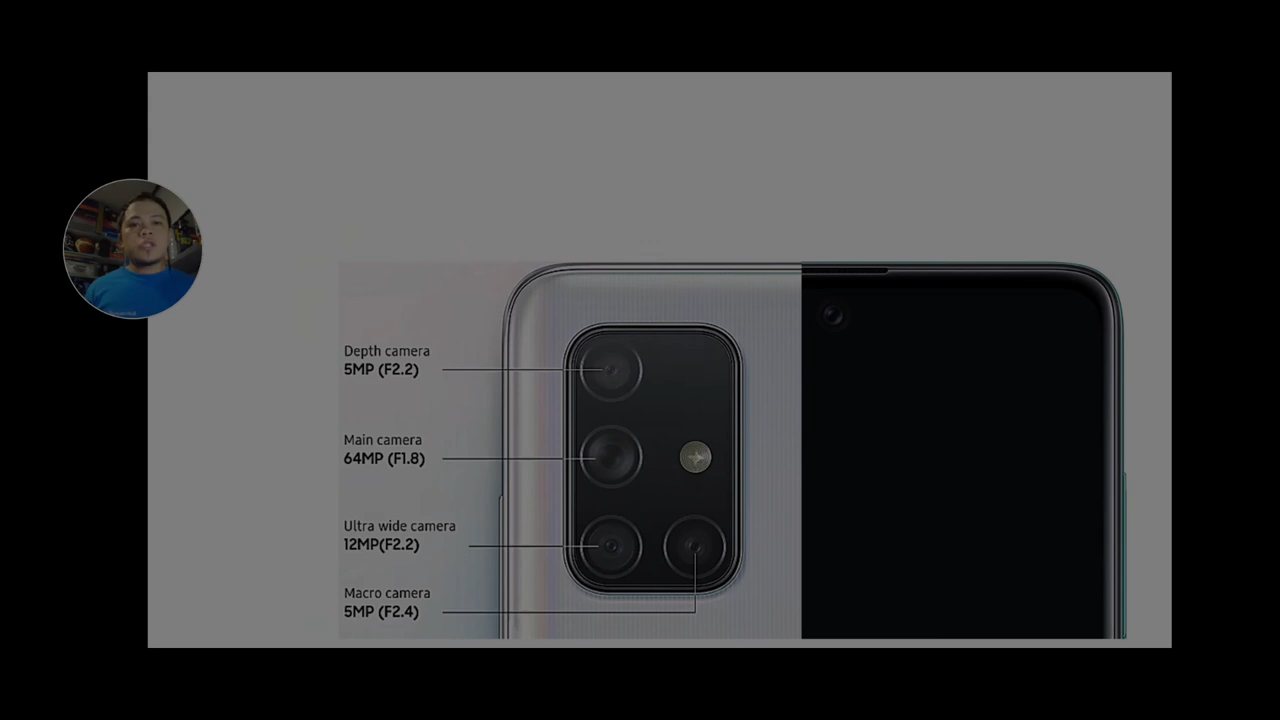 Depth camera
5MP (F2.2)
Main camera
64MP (F1.8)
Ultra wide camera
12MP(F2.2)
Macro camera
5MP (F2.4)